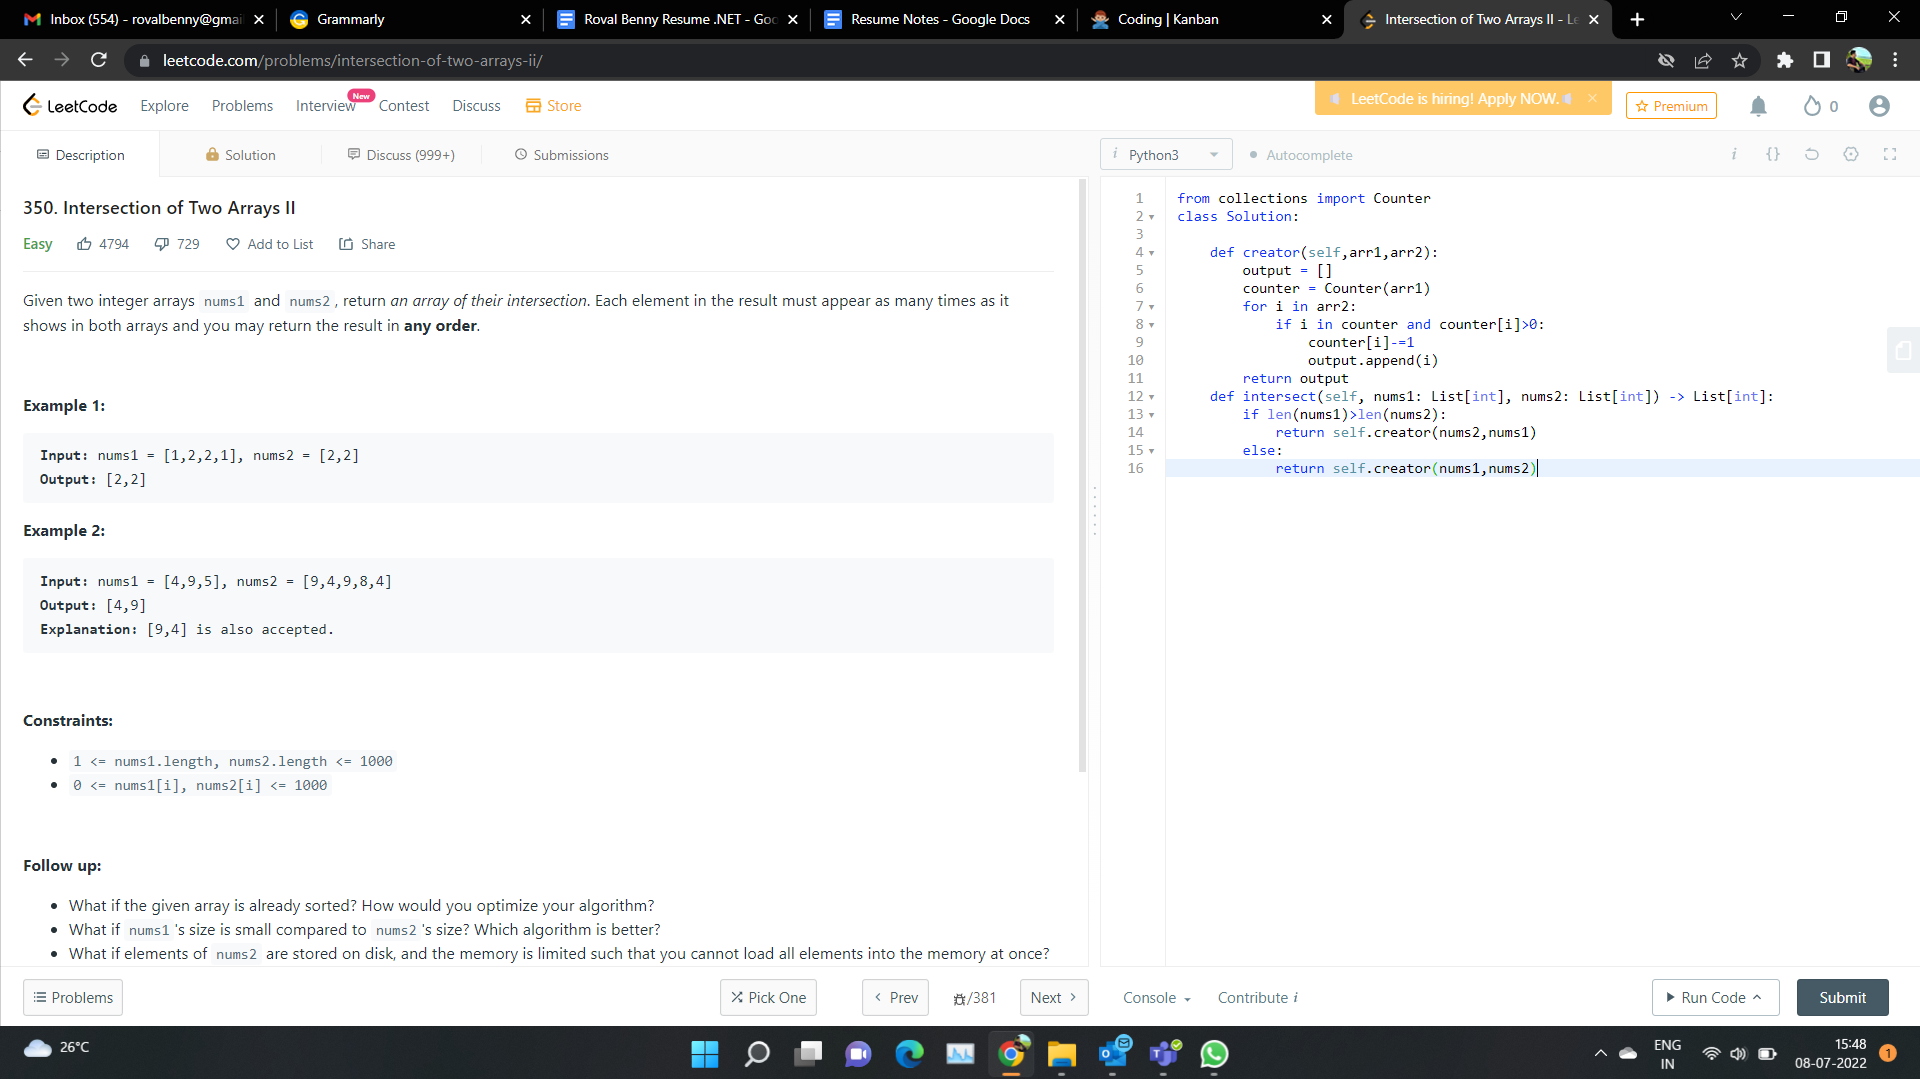 Inbox (554) - rovalbenny@gmai
Grammarly
Roval Benny Resume .NET - Goo
Resume Notes - Google Docs
Coding | Kanban
Intersection of Two Arrays II - Le
leetcode.com/problems/intersection-of-two-arrays-ii/
LeetCode
Explore
Problems
Interview
New
Contest
Discuss
Store
LeetCode is hiring! Apply NOW.
Premium
0
Description
Solution
Discuss (999+)
Submissions
i Python3
Autocomplete
350. Intersection of Two Arrays II
Easy
4794
729
Add to List
Share
Given two integer arrays nums1 and nums2, return an array of their intersection. Each element in the result must appear as many times as it
shows in both arrays and you may return the result in any order.
Example 1:
Input: nums1 = [1,2,2,1], nums2 = [2,2]
Output: [2,2]
Example 2:
Input: nums1 = [4,9,5], nums2 = [9,4,9,8,4]
Output: [4,9]
Explanation: [9,4] is also accepted.
Constraints:
1 <= nums1.length, nums2.length <= 1000
0 <= nums1[i], nums2[i] <= 1000
Follow up:
What if the given array is already sorted? How would you optimize your algorithm?
What if nums1's size is small compared to nums2's size? Which algorithm is better?
What if elements of nums2 are stored on disk, and the memory is limited such that you cannot load all elements into the memory at once?
i {}
1 from collections import Counter
2 class Solution:
3
4 def creator(self,arr1,arr2):
5 output = []
6 counter = Counter(arr1)
7 for i in arr2:
8 if i in counter and counter[i]>0:
9 counter[i]-=1
10 output.append(i)
11 return output
12 def intersect(self, nums1: List[int], nums2: List[int]) -> List[int]:
13 if len(nums1)>len(nums2):
14 return self.creator(nums2,nums1)
15 else:
16 return self.creator(nums1,nums2)
Problems
Pick One
Prev
/381
Next
Console
Contribute i
Run Code
Submit
26°C
ENG
IN
15:48
08-07-2022
1